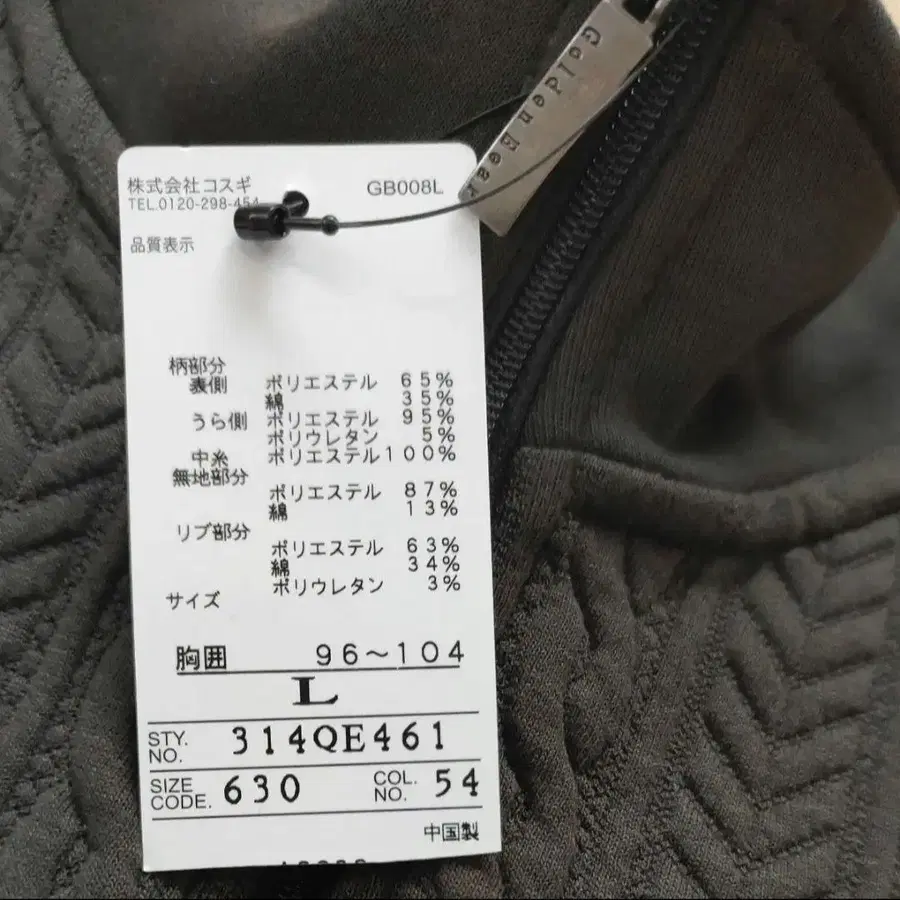 Golden Bear
株式会社 コスギ GB008L
TEL.0120-298-454
品質表示
柄部分
表側 ポリエステル 65%
綿 35%
うら側 ポリエステル 95%
ポリウレタン 5%
中糸 ポリエステル100%
無地部分
ポリエステル 87%
綿 13%
リブ部分
ポリエステル 63%
綿 34%
ポリウレタン 3%
サイズ
胸囲 96~104
L
STY. NO. 314QE461
SIZE CODE. 630 COL. NO. 54
中国製